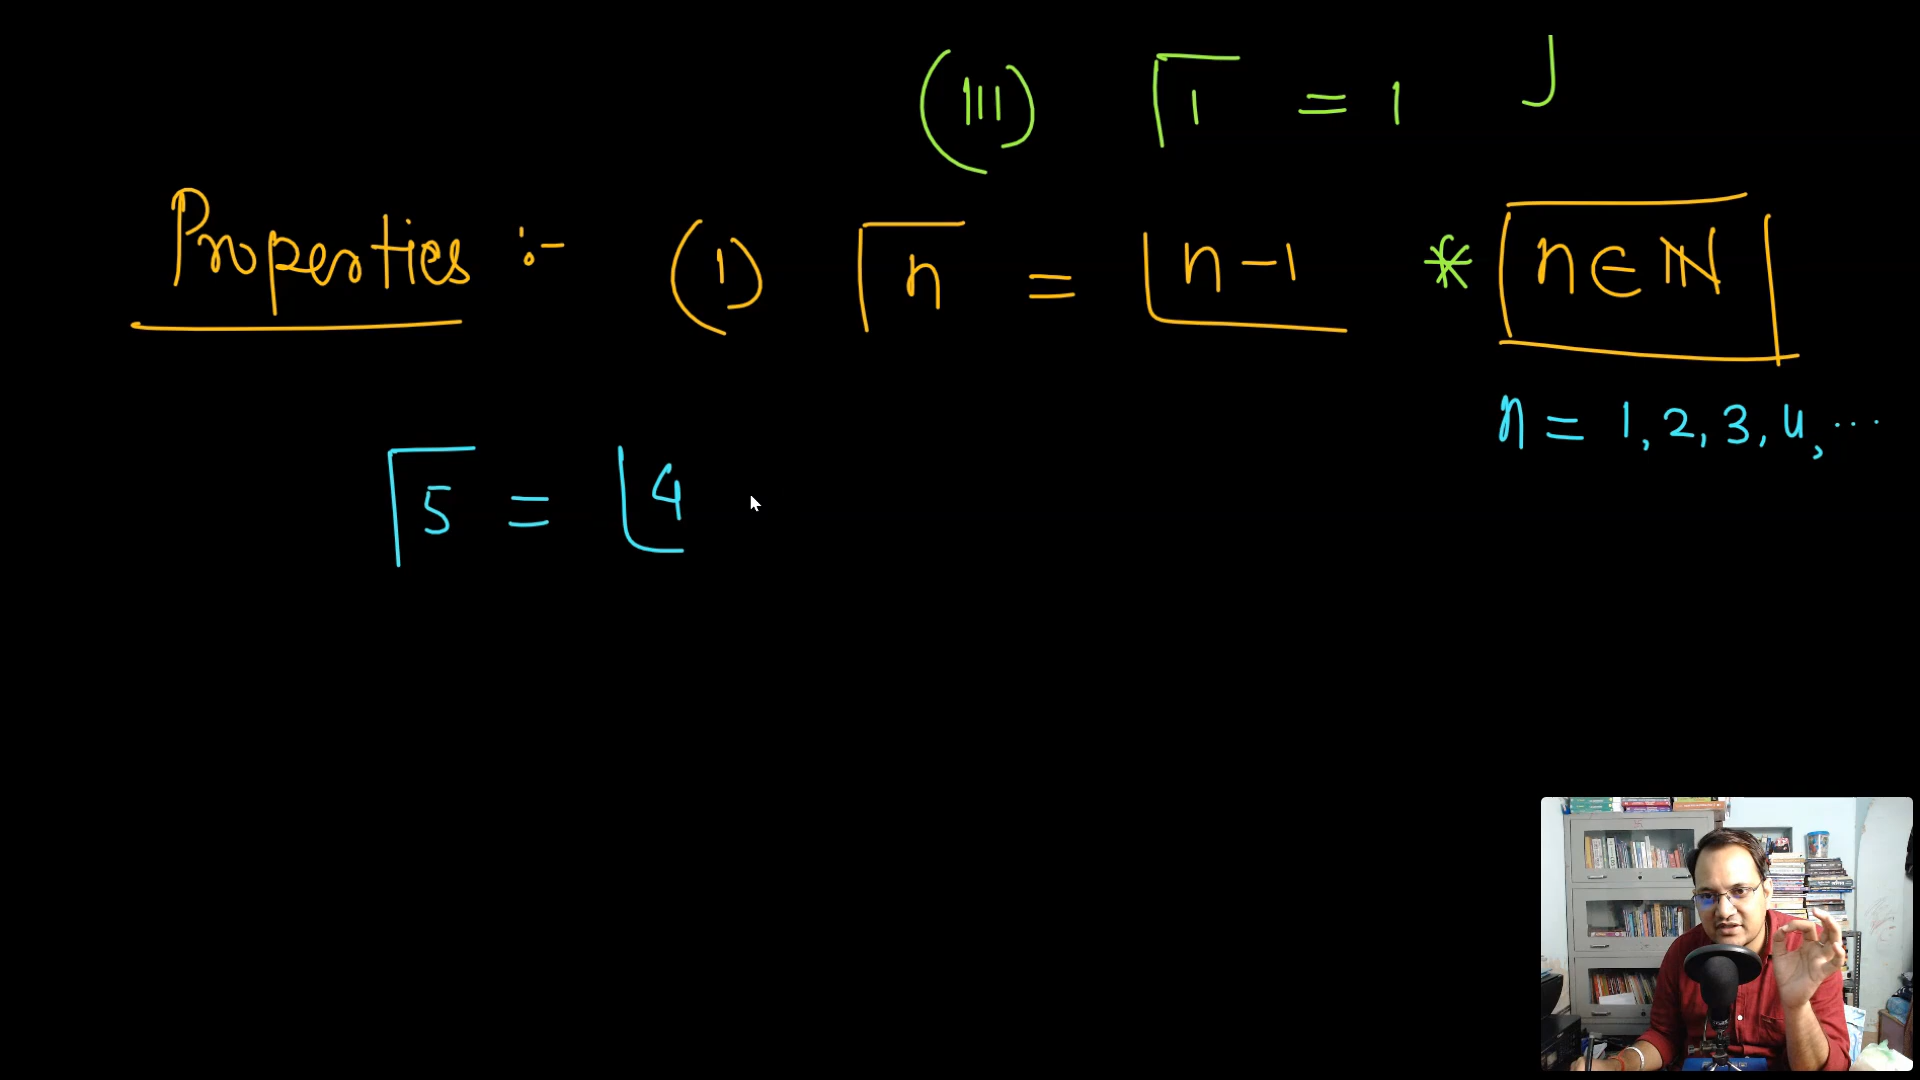 (III) Γ1 = 1
Properties :- (1) Γn = ⌊n-1 * n∈ℕ
n = 1, 2, 3, 4, ...
Γ5 = ⌊4